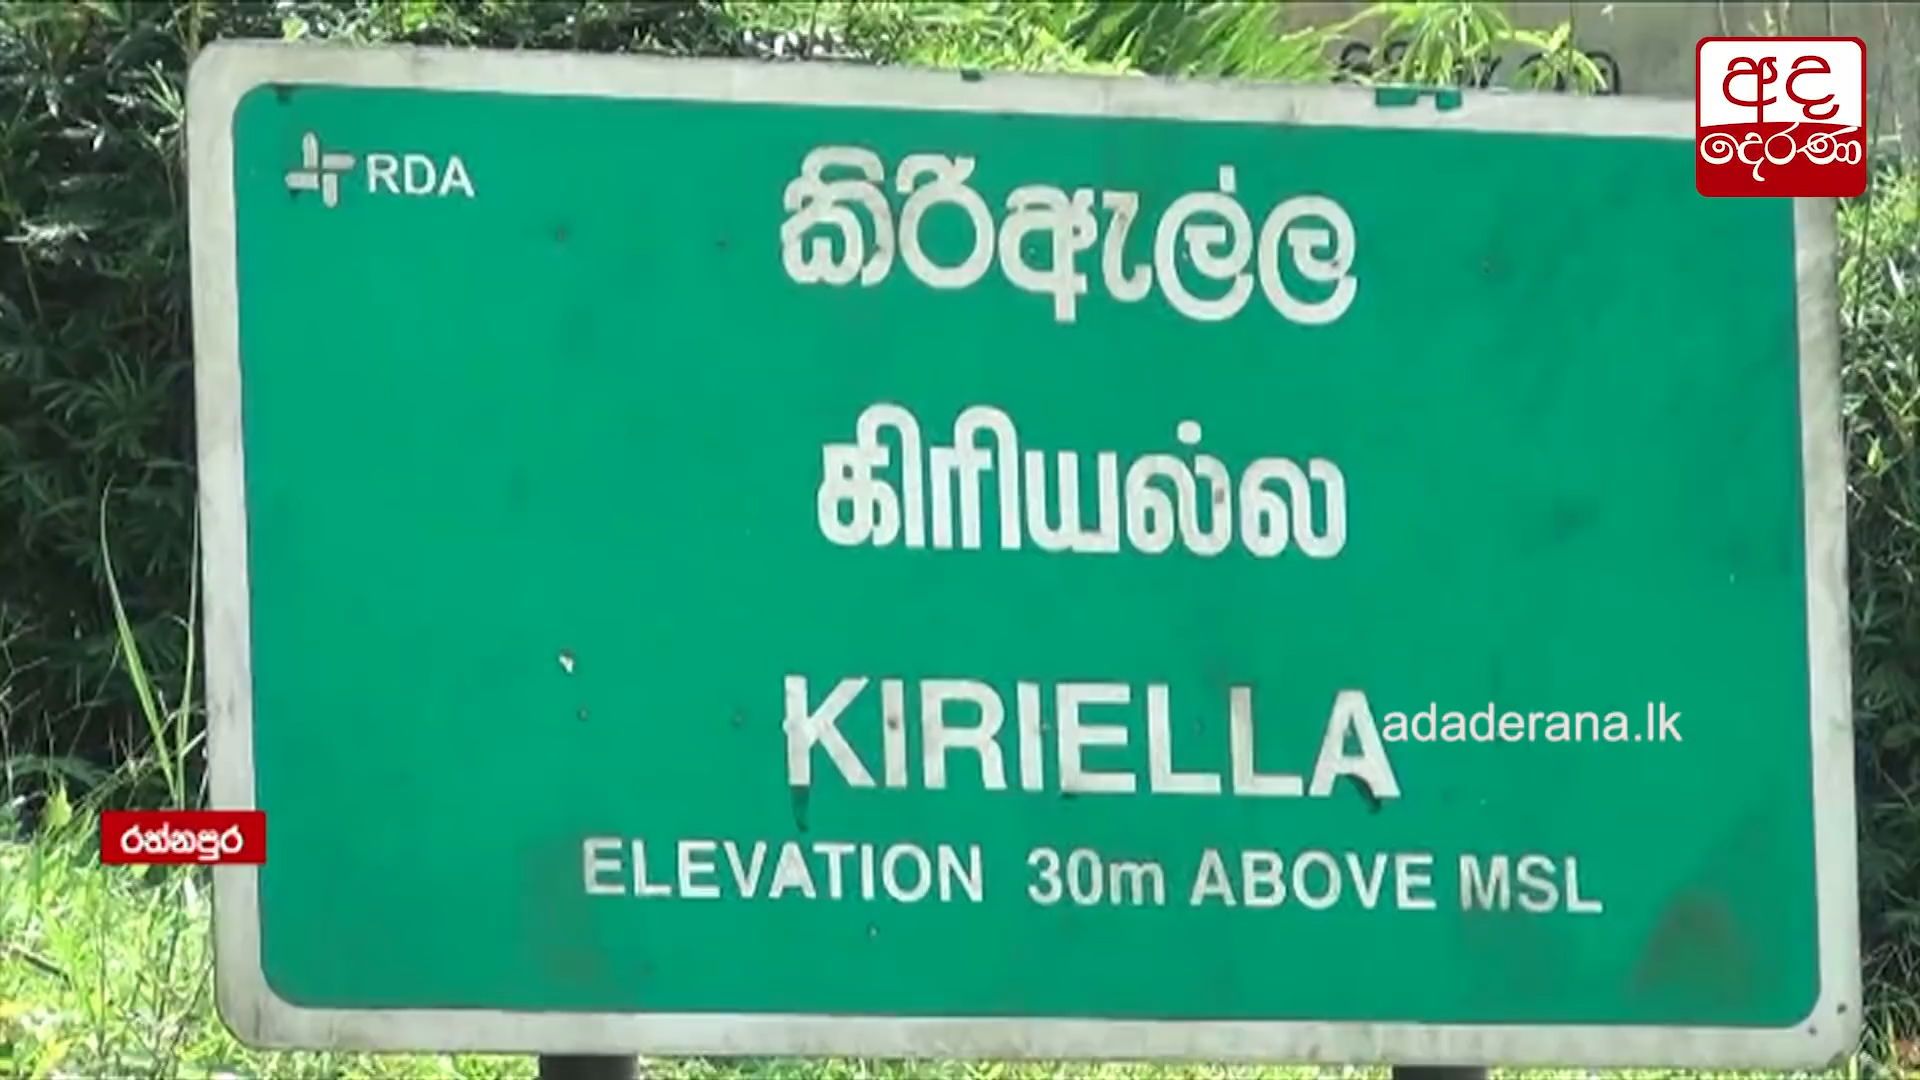 අද
දෙරණ
RDA
කිරිඇල්ල
கிரியல்ல
KIRIELLA
adaderana.lk
රත්නපුර
ELEVATION 30m ABOVE MSL